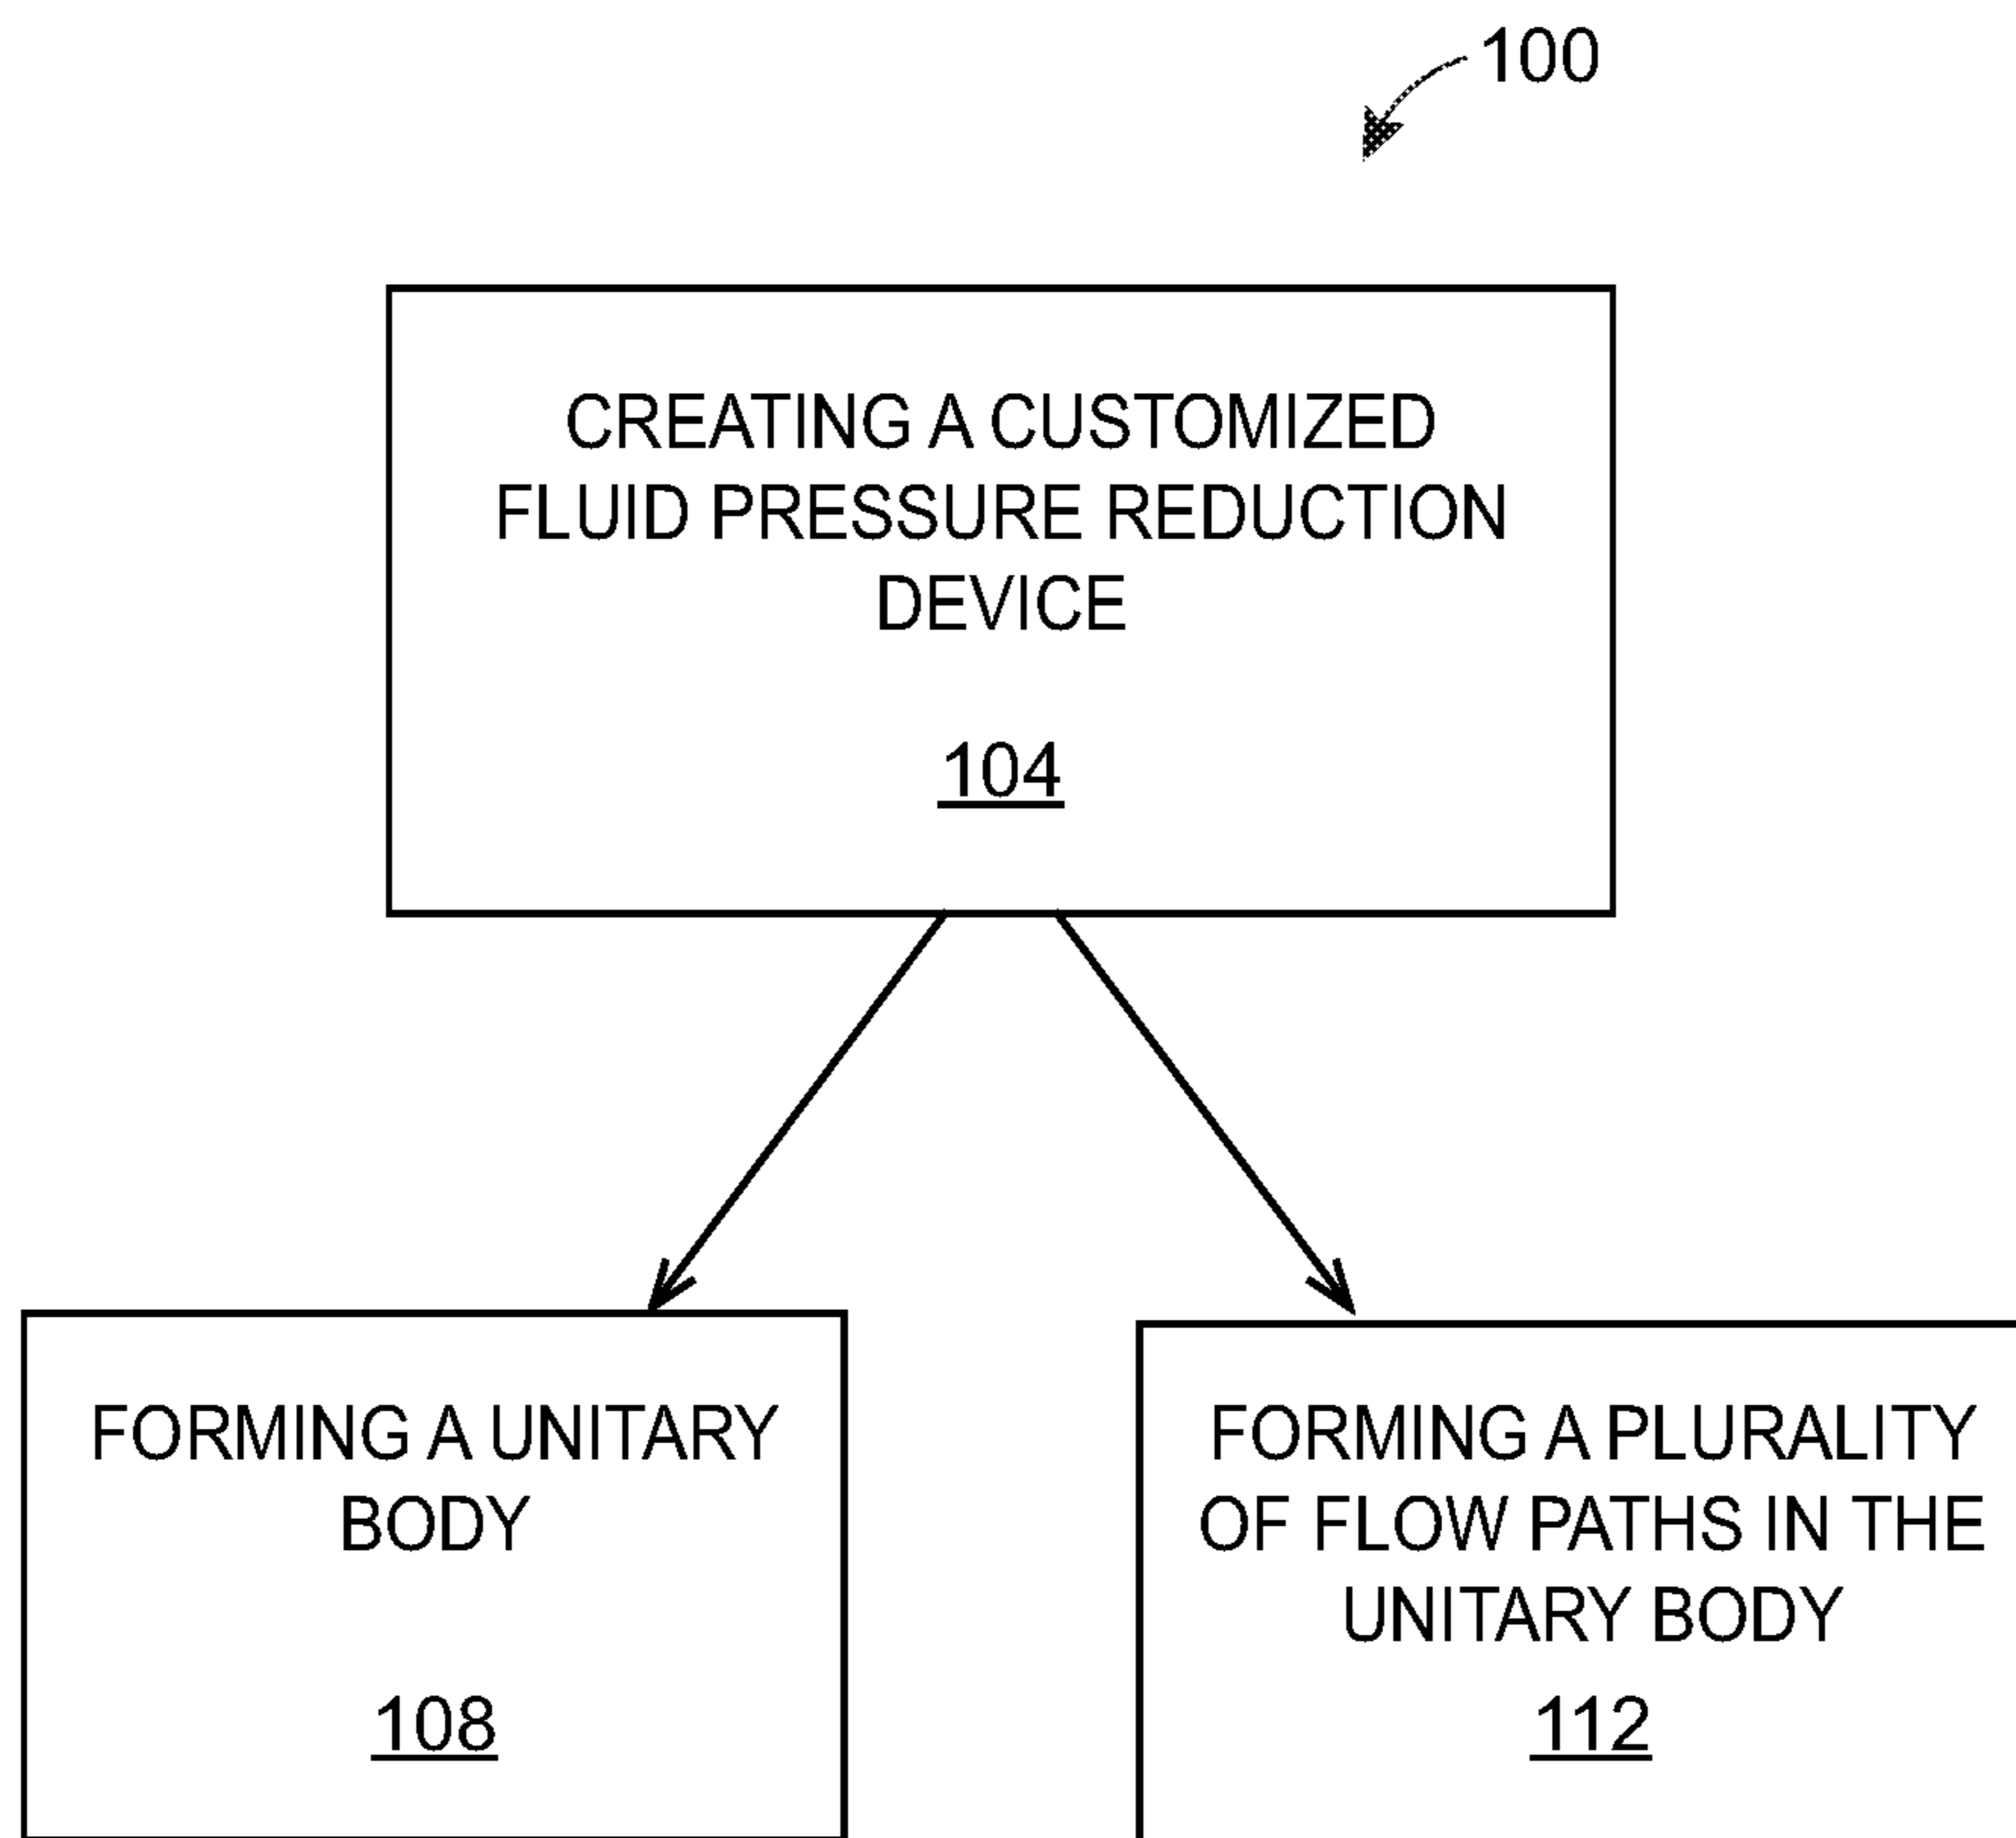 100
CREATING A CUSTOMIZED
FLUID PRESSURE REDUCTION
DEVICE
104
FORMING A UNITARY
BODY
108
FORMING A PLURALITY
OF FLOW PATHS IN THE
UNITARY BODY
112